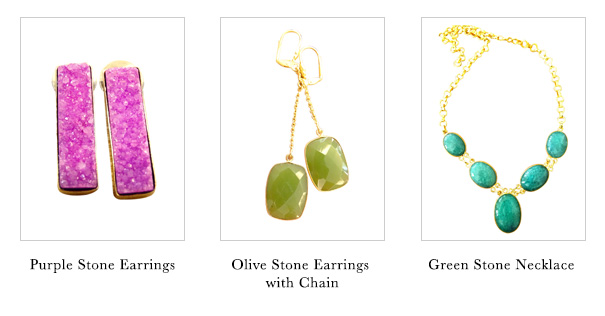 Purple Stone Earrings
Olive Stone Earrings
with Chain
Green Stone Necklace